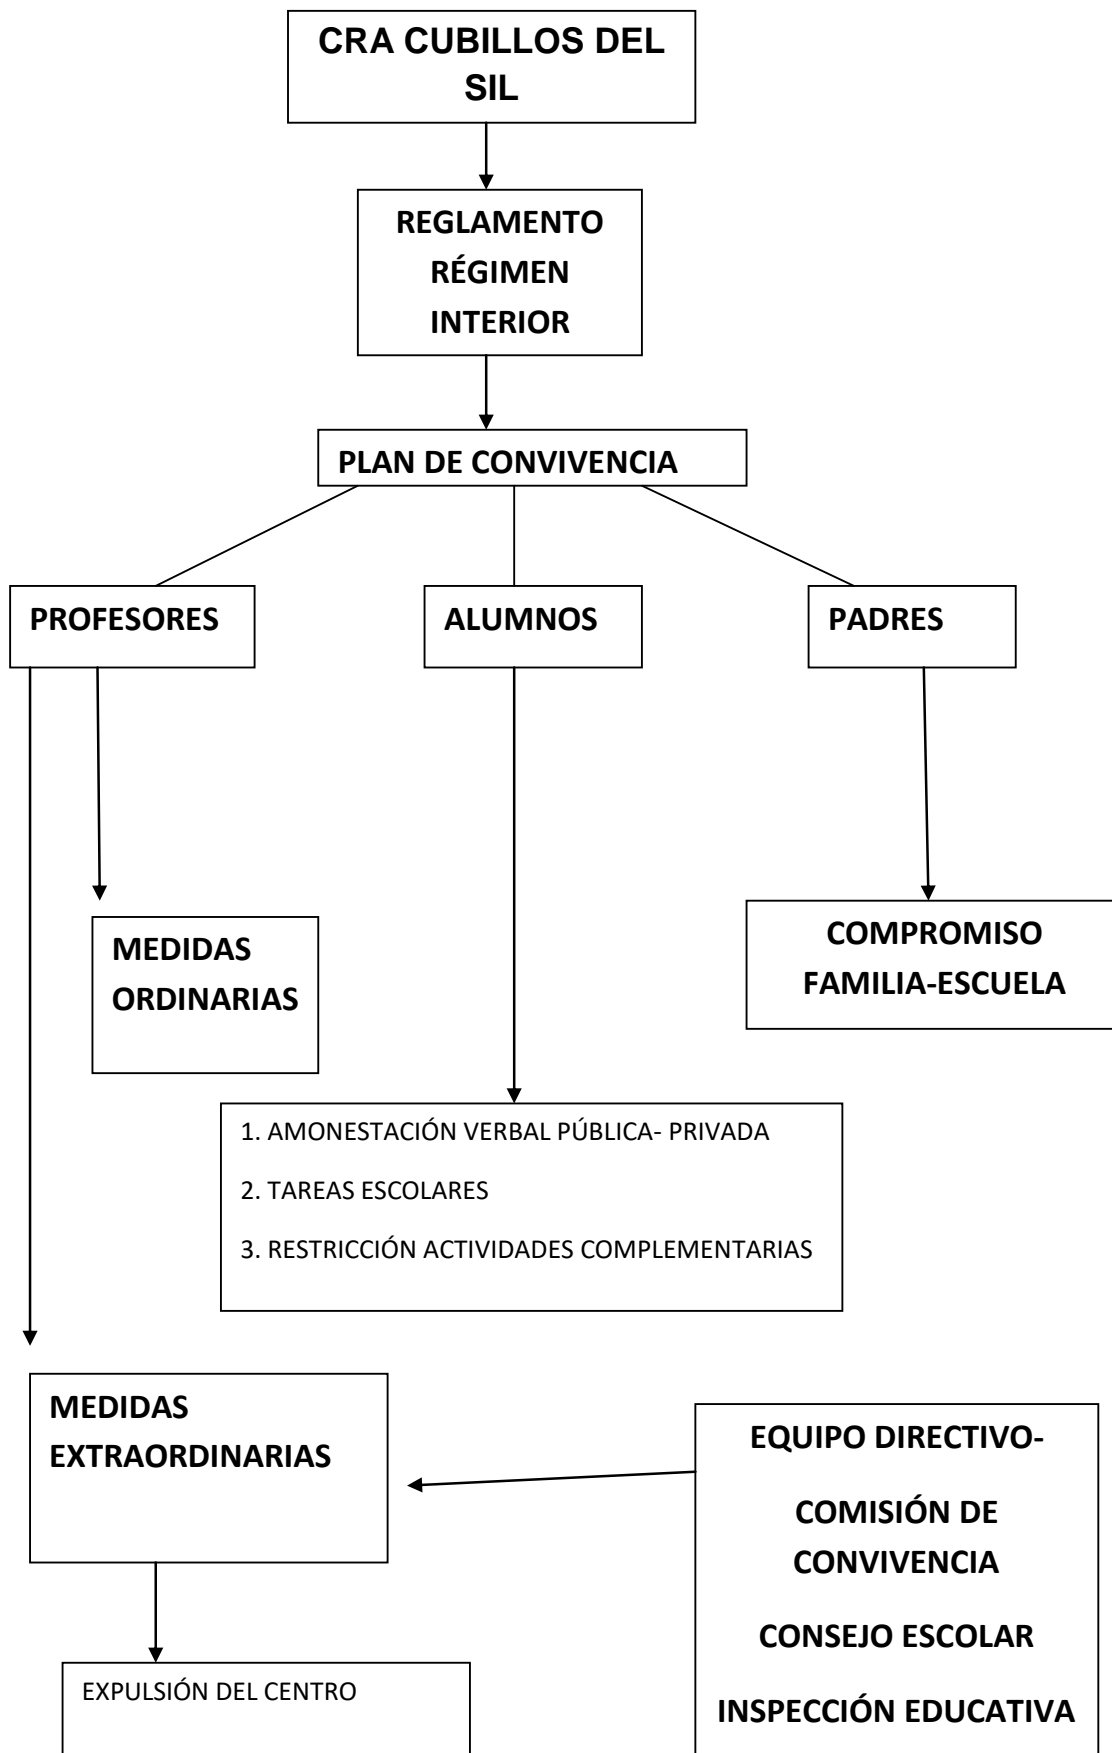 CRA CUBILLOS DEL
SIL
REGLAMENTO
RÉGIMEN
INTERIOR
PLAN DE CONVIVENCIA
PROFESORES
ALUMNOS
PADRES
MEDIDAS
ORDINARIAS
COMPROMISO
FAMILIA-ESCUELA
1. AMONESTACIÓN VERBAL PÚBLICA- PRIVADA
2. TAREAS ESCOLARES
3. RESTRICCIÓN ACTIVIDADES COMPLEMENTARIAS
MEDIDAS
EXTRAORDINARIAS
EQUIPO DIRECTIVO-
COMISIÓN DE
CONVIVENCIA
CONSEJO ESCOLAR
INSPECCIÓN EDUCATIVA
EXPULSIÓN DEL CENTRO